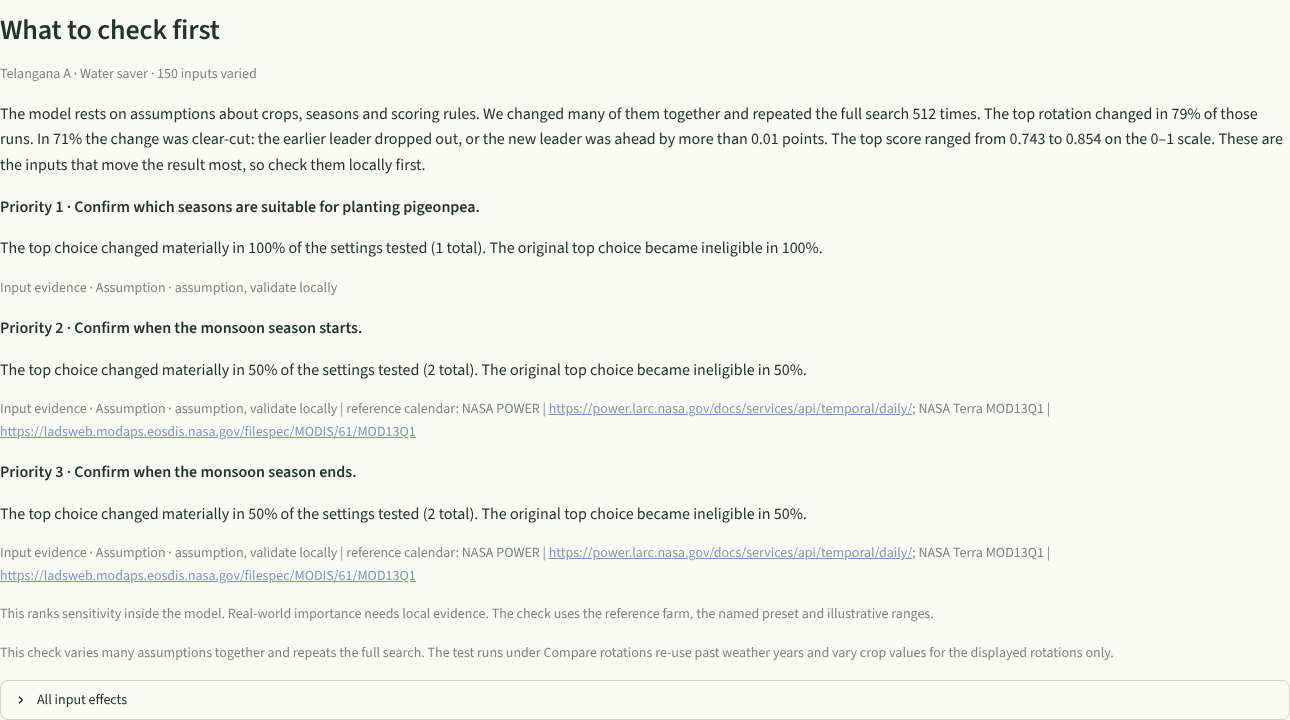 What to check first
Telangana A · Water saver · 150 inputs varied
The model rests on assumptions about crops, seasons and scoring rules. We changed many of them together and repeated the full search 512 times. The top rotation changed in 79% of those
runs. In 71% the change was clear-cut: the earlier leader dropped out, or the new leader was ahead by more than 0.01 points. The top score ranged from 0.743 to 0.854 on the 0–1 scale. These are
the inputs that move the result most, so check them locally first.
Priority 1 · Confirm which seasons are suitable for planting pigeonpea.
The top choice changed materially in 100% of the settings tested (1 total). The original top choice became ineligible in 100%.
Input evidence · Assumption · assumption, validate locally
Priority 2 · Confirm when the monsoon season starts.
The top choice changed materially in 50% of the settings tested (2 total). The original top choice became ineligible in 50%.
Input evidence · Assumption · assumption, validate locally | reference calendar: NASA POWER | https://power.larc.nasa.gov/docs/services/api/temporal/daily/; NASA Terra MOD13Q1 |
https://ladsweb.modaps.eosdis.nasa.gov/filespec/MODIS/61/MOD13Q1
Priority 3 · Confirm when the monsoon season ends.
The top choice changed materially in 50% of the settings tested (2 total). The original top choice became ineligible in 50%.
Input evidence · Assumption · assumption, validate locally | reference calendar: NASA POWER | https://power.larc.nasa.gov/docs/services/api/temporal/daily/; NASA Terra MOD13Q1 |
https://ladsweb.modaps.eosdis.nasa.gov/filespec/MODIS/61/MOD13Q1
This ranks sensitivity inside the model. Real-world importance needs local evidence. The check uses the reference farm, the named preset and illustrative ranges.
This check varies many assumptions together and repeats the full search. The test runs under Compare rotations re-use past weather years and vary crop values for the displayed rotations only.
All input effects